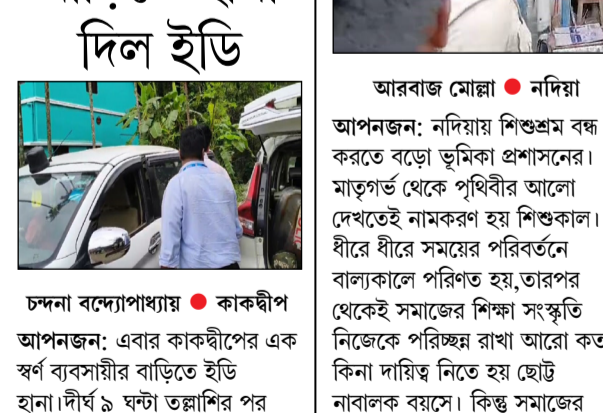 দিল ইডি
চন্দনা বন্দ্যোপাধ্যায় ● কাকদ্বীপ
আপনজন: এবার কাকদ্বীপের এক
স্বর্ণ ব্যবসায়ীর বাড়িতে ইডি
হানা।দীর্ঘ ৯ ঘন্টা তল্লাশির পর
আরবাজ মোল্লা ● নদিয়া
আপনজন: নদিয়ায় শিশুশ্রম বন্ধ
করতে বড়ো ভূমিকা প্রশাসনের।
মাতৃগর্ভ থেকে পৃথিবীর আলো
দেখতেই নামকরণ হয় শিশুকাল।
ধীরে ধীরে সময়ের পরিবর্তনে
বাল্যকালে পরিণত হয়,তারপর
থেকেই সমাজের শিক্ষা সংস্কৃতি
নিজেকে পরিচ্ছন্ন রাখা আরো কত
কিনা দায়িত্ব নিতে হয় ছোট্ট
নাবালক বয়সে। কিন্তু সমাজের